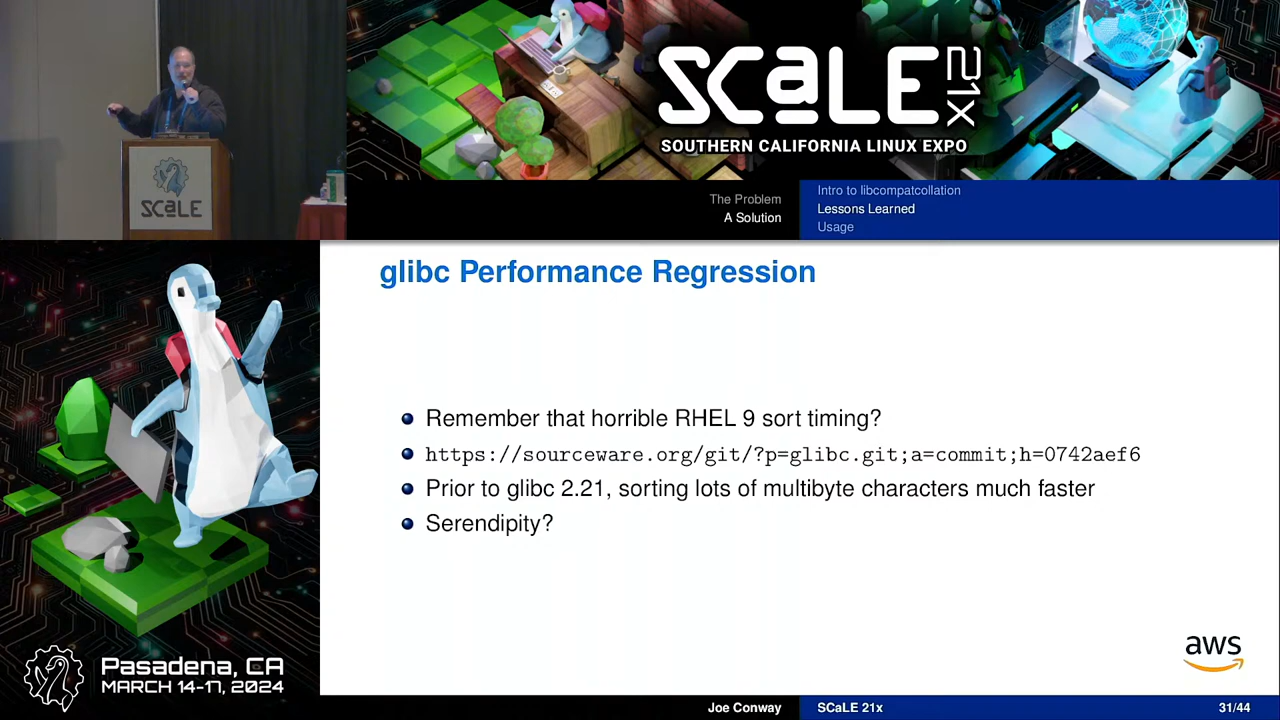 SCaLE 21x
SOUTHERN CALIFORNIA LINUX EXPO
SCaLE
The Problem
A Solution
Intro to libcompatcollation
Lessons Learned
Usage
glibc Performance Regression
Remember that horrible RHEL 9 sort timing?
https://sourceware.org/git/?p=glibc.git;a=commit;h=0742aef6
Prior to glibc 2.21, sorting lots of multibyte characters much faster
Serendipity?
aws
Pasadena, CA
MARCH 14-17, 2024
Joe Conway
SCaLE 21x
31/44